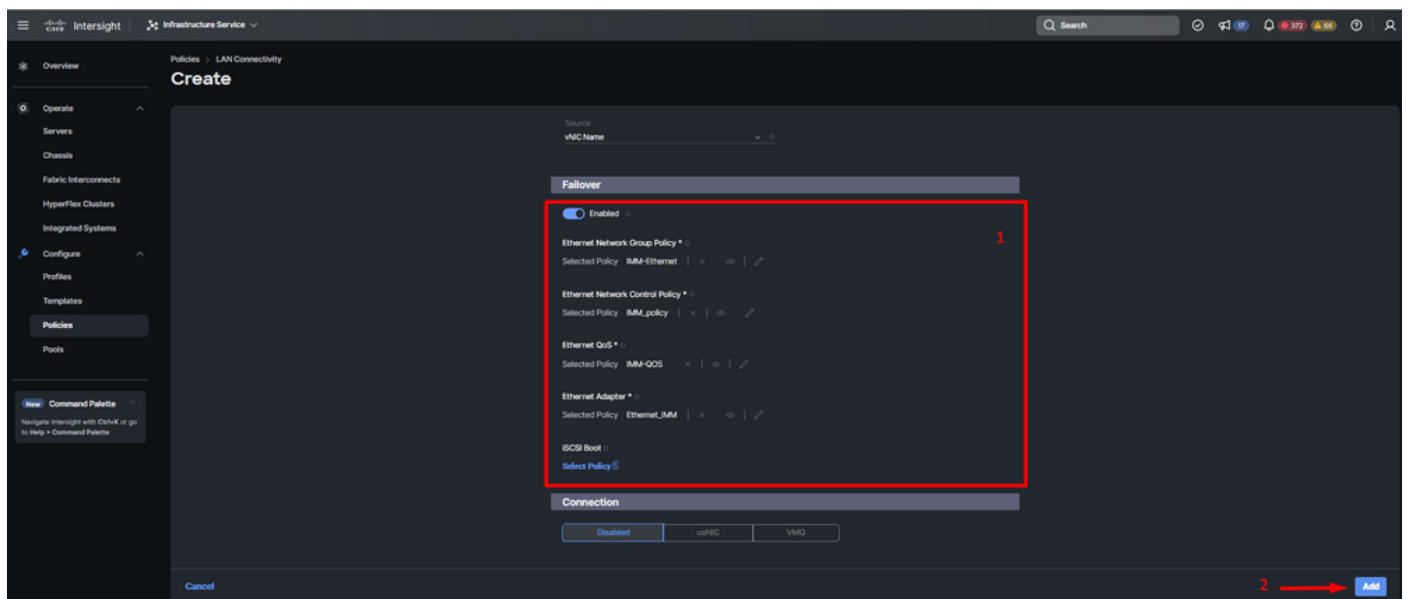 cisco Intersight
Infrastructure Service
Search
17
372
66
Overview
Operate
Servers
Chassis
Fabric Interconnects
HyperFlex Clusters
Integrated Systems
Configure
Profiles
Templates
Policies
Pools
New Command Palette
Navigate Intersight with Ctrl+K or go
to Help > Command Palette
Policies > LAN Connectivity
Create
Source
vNIC Name
Failover
Enabled
1
Ethernet Network Group Policy *
Selected Policy IMM-Ethernet
Ethernet Network Control Policy *
Selected Policy IMM_policy
Ethernet QoS *
Selected Policy IMM-QOS
Ethernet Adapter *
Selected Policy Ethernet_IMM
iSCSI Boot
Select Policy
Connection
Disabled usNIC VMQ
Cancel
2
Add